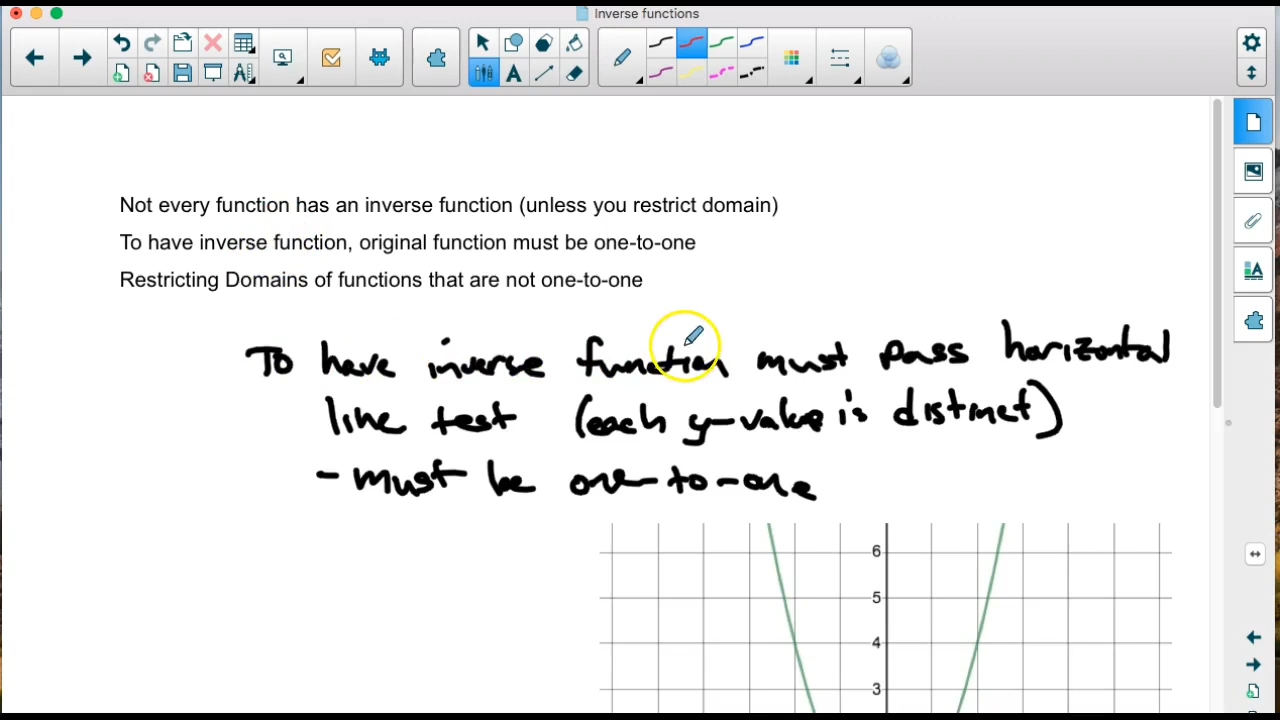 Inverse functions
Not every function has an inverse function (unless you restrict domain)
To have inverse function, original function must be one-to-one
Restricting Domains of functions that are not one-to-one
To have inverse function must pass horizontal
line test (each y-value is distinct)
- must be one-to-one
6
5
4
3